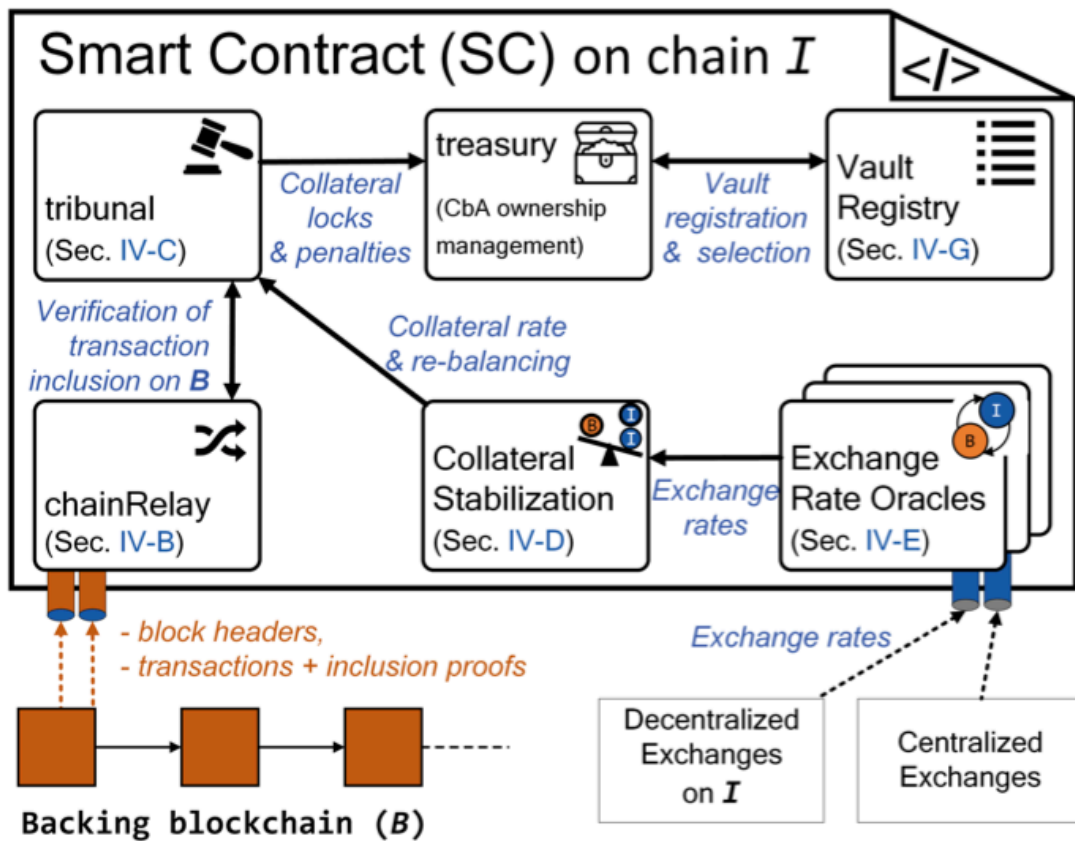 Smart Contract (SC) on chain I
</>
tribunal
(Sec. IV-C)
Collateral
locks
& penalties
treasury
(CbA ownership
management)
Vault
registration
& selection
Vault
Registry
(Sec. IV-G)
Verification of
transaction
inclusion on B
Collateral rate
& re-balancing
chainRelay
(Sec. IV-B)
B
I
I
Collateral
Stabilization
(Sec. IV-D)
Exchange
rates
I
B
Exchange
Rate Oracles
(Sec. IV-E)
- block headers,
- transactions + inclusion proofs
Exchange rates
Decentralized
Exchanges
on I
Centralized
Exchanges
Backing blockchain (B)